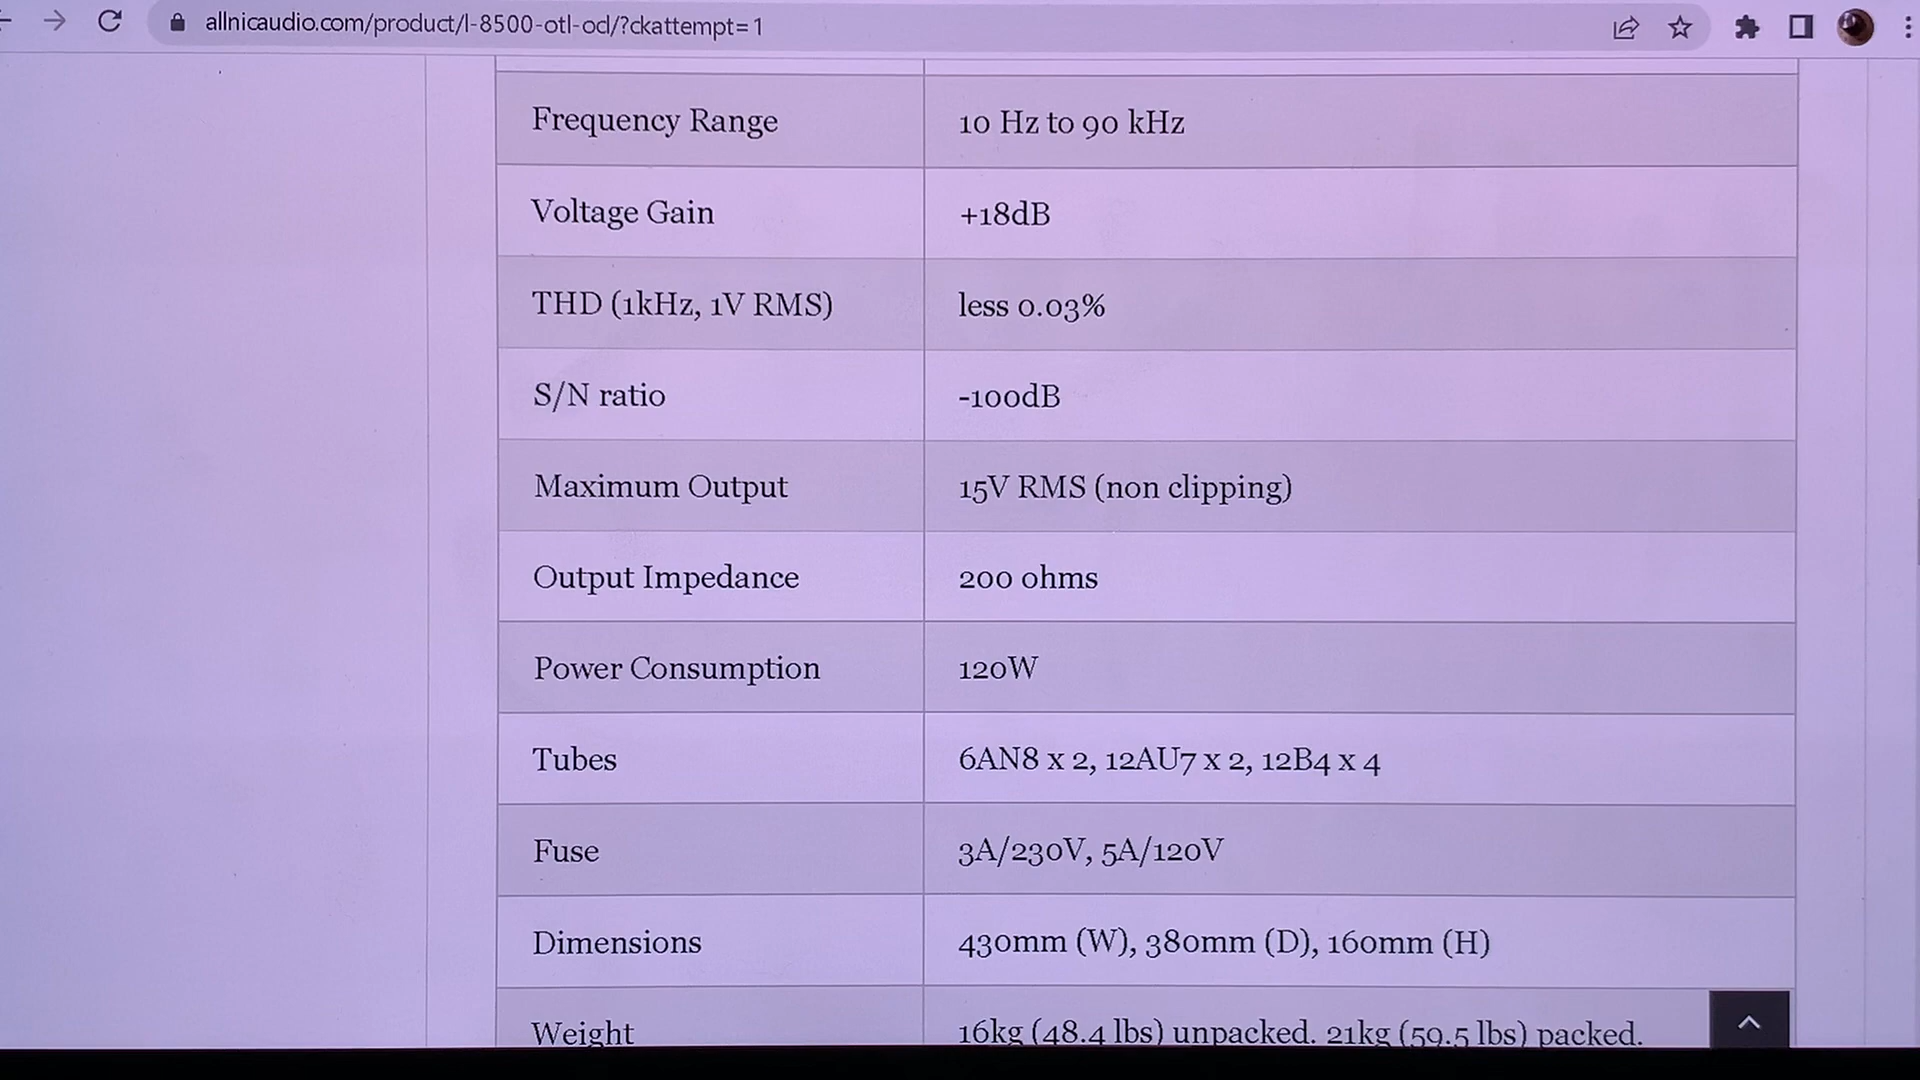 allnicaudio.com/product/l-8500-otl-ocl/?ckattempt=1
Frequency Range 10 Hz to 90 kHz
Voltage Gain +18dB
THD (1kHz, 1V RMS) less 0.03%
S/N ratio -100dB
Maximum Output 15V RMS (non clipping)
Output Impedance 200 ohms
Power Consumption 120W
Tubes 6AN8 x 2, 12AU7 x 2, 12B4 x 4
Fuse 3A/230V, 5A/120V
Dimensions 430mm (W), 380mm (D), 160mm (H)
Weight 16kg (48.4 lbs) unpacked. 21kg (59.5 lbs) packed.